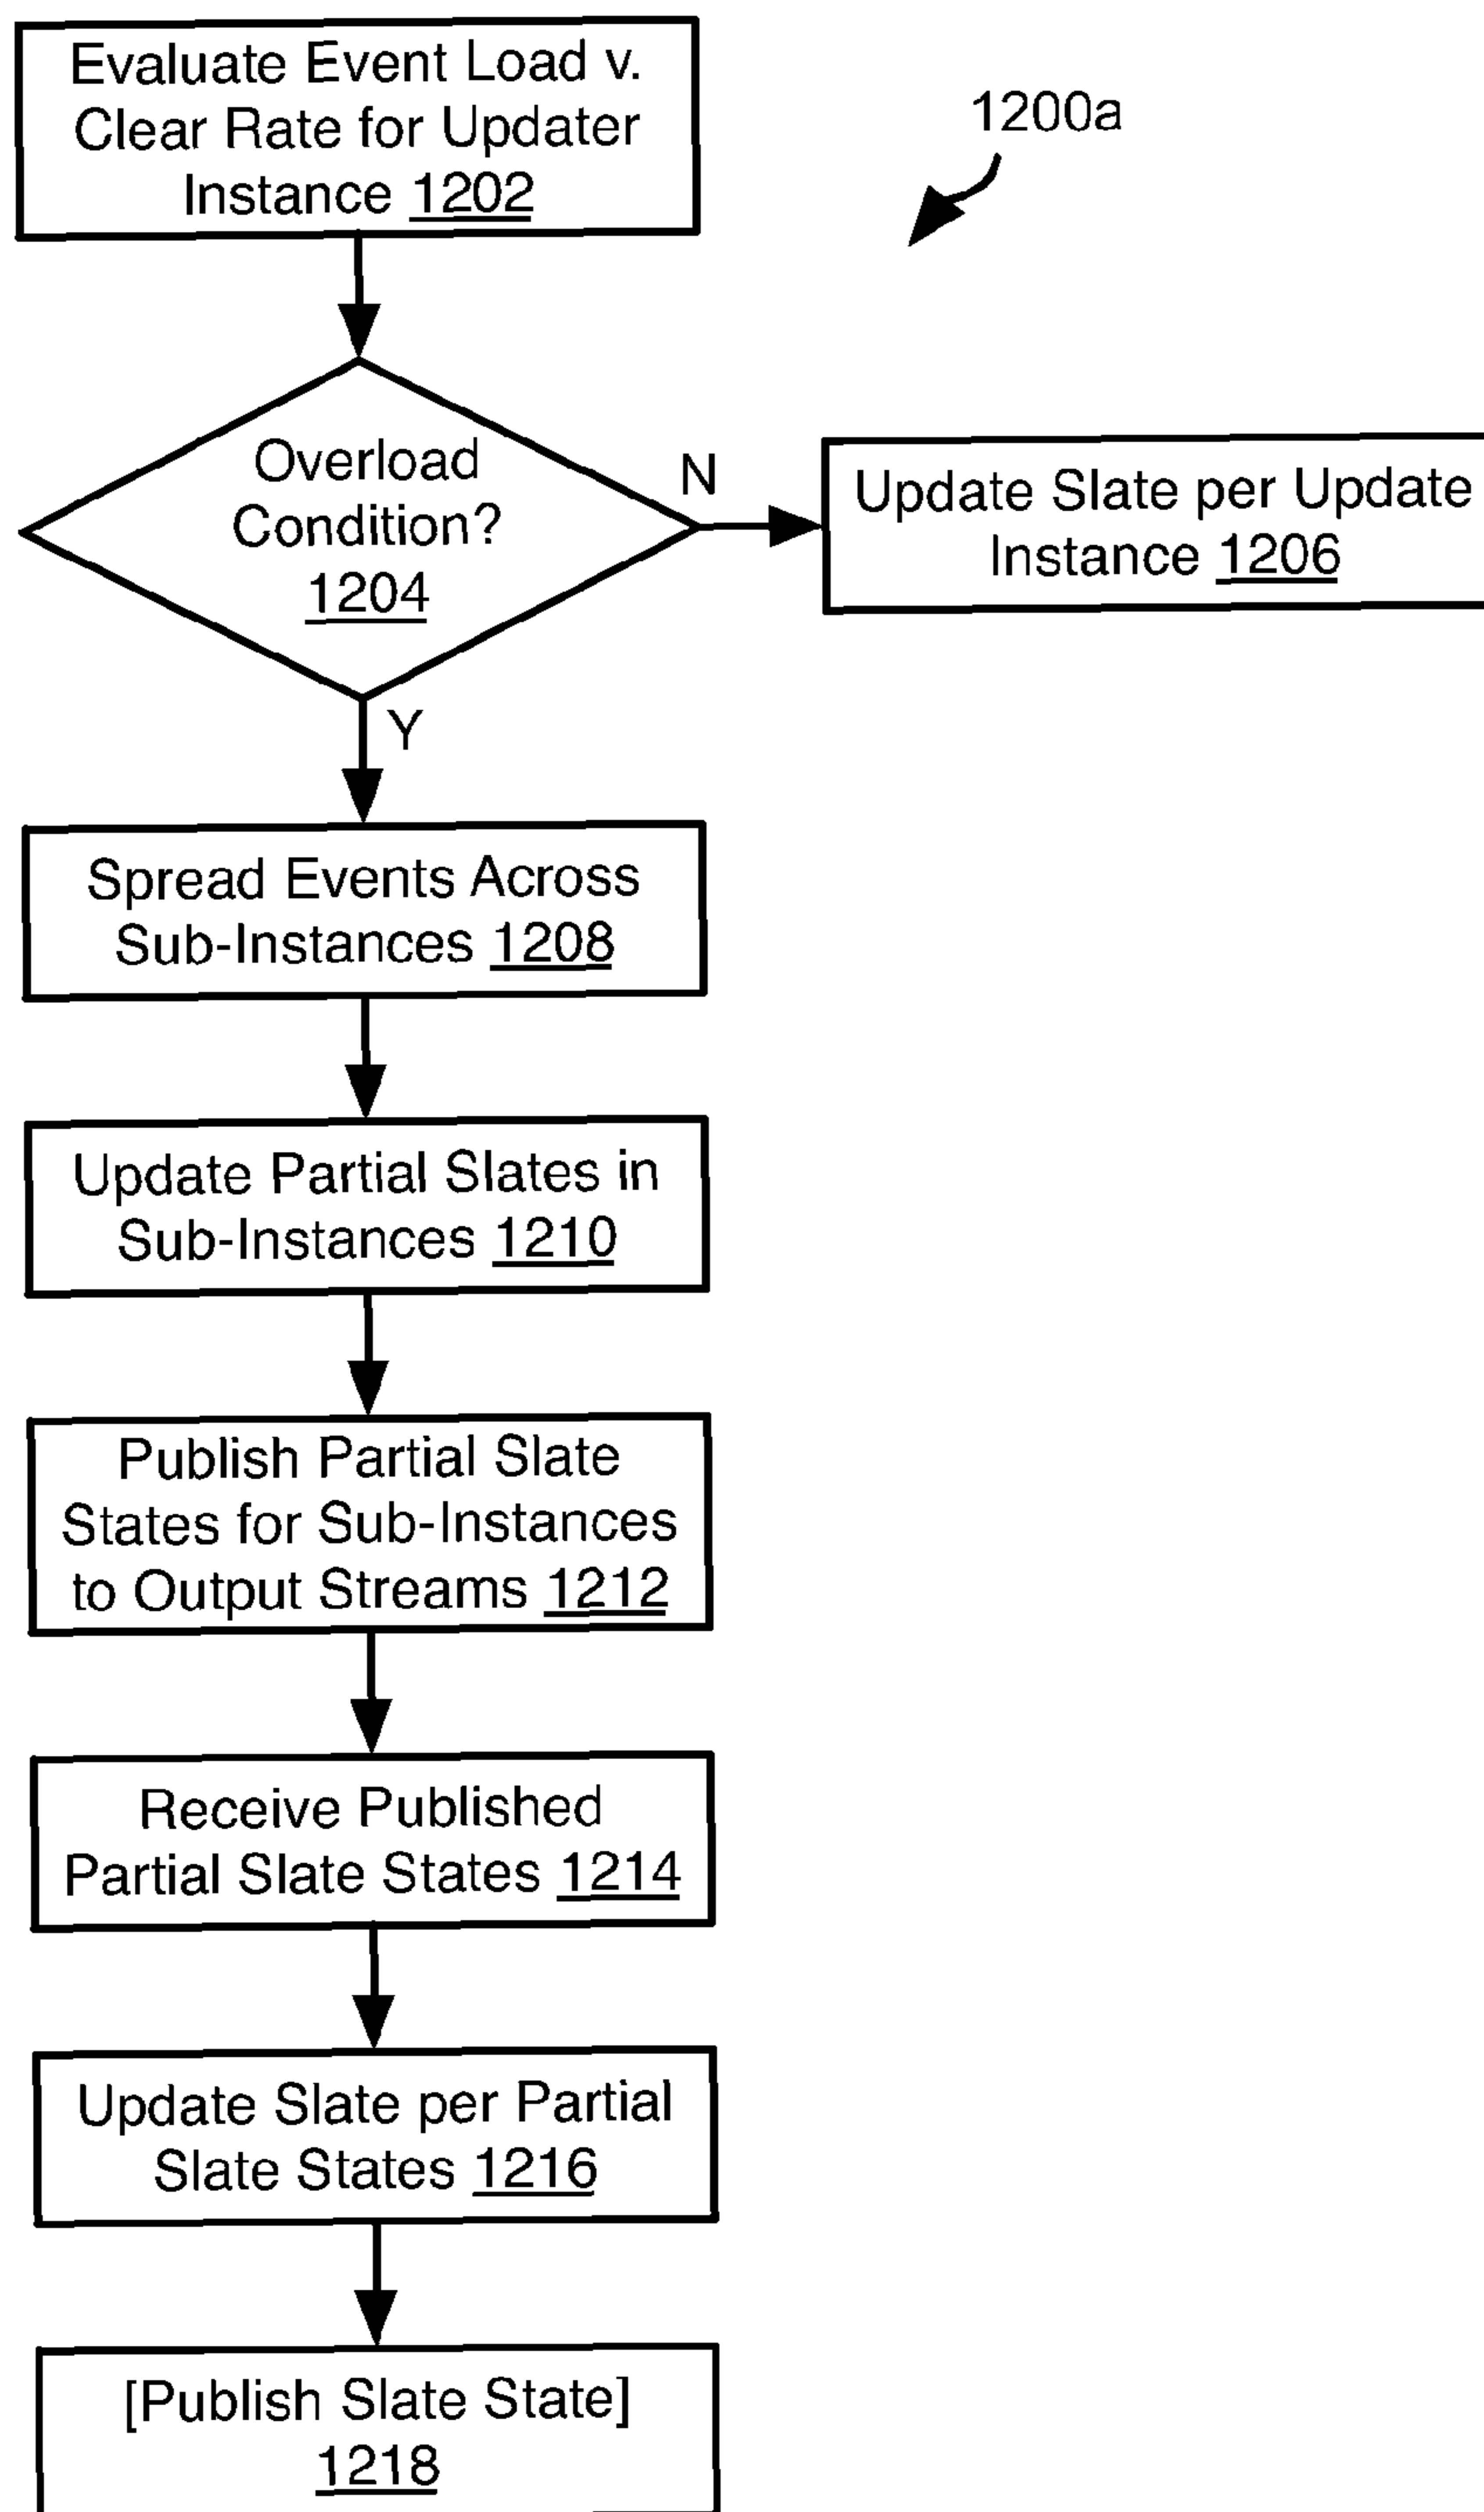 Evaluate Event Load v.
Clear Rate for Updater
Instance 1202
1200a
Overload
Condition?
1204
N
Update Slate per Update
Instance 1206
Y
Spread Events Across
Sub-Instances 1208
Update Partial Slates in
Sub-Instances 1210
Publish Partial Slate
States for Sub-Instances
to Output Streams 1212
Receive Published
Partial Slate States 1214
Update Slate per Partial
Slate States 1216
[Publish Slate State]
1218